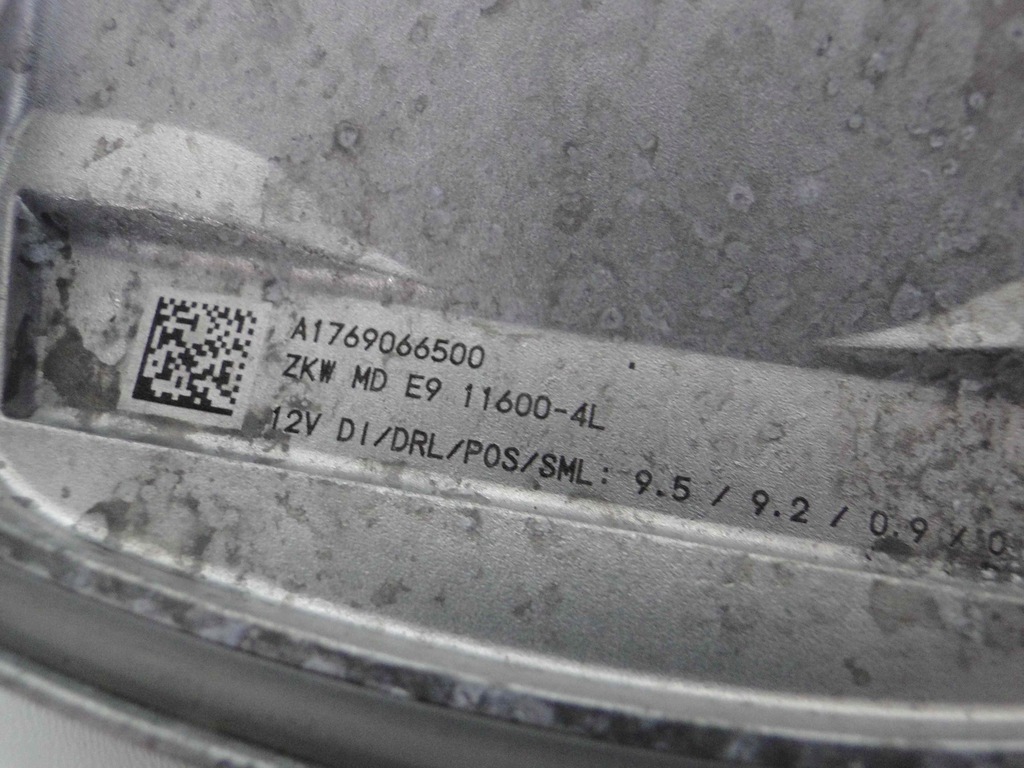 A1769066500
ZKW MD E9 11600-4L
12V DI/DRL/POS/SML: 9.5 / 9.2 / 0.9 / 0